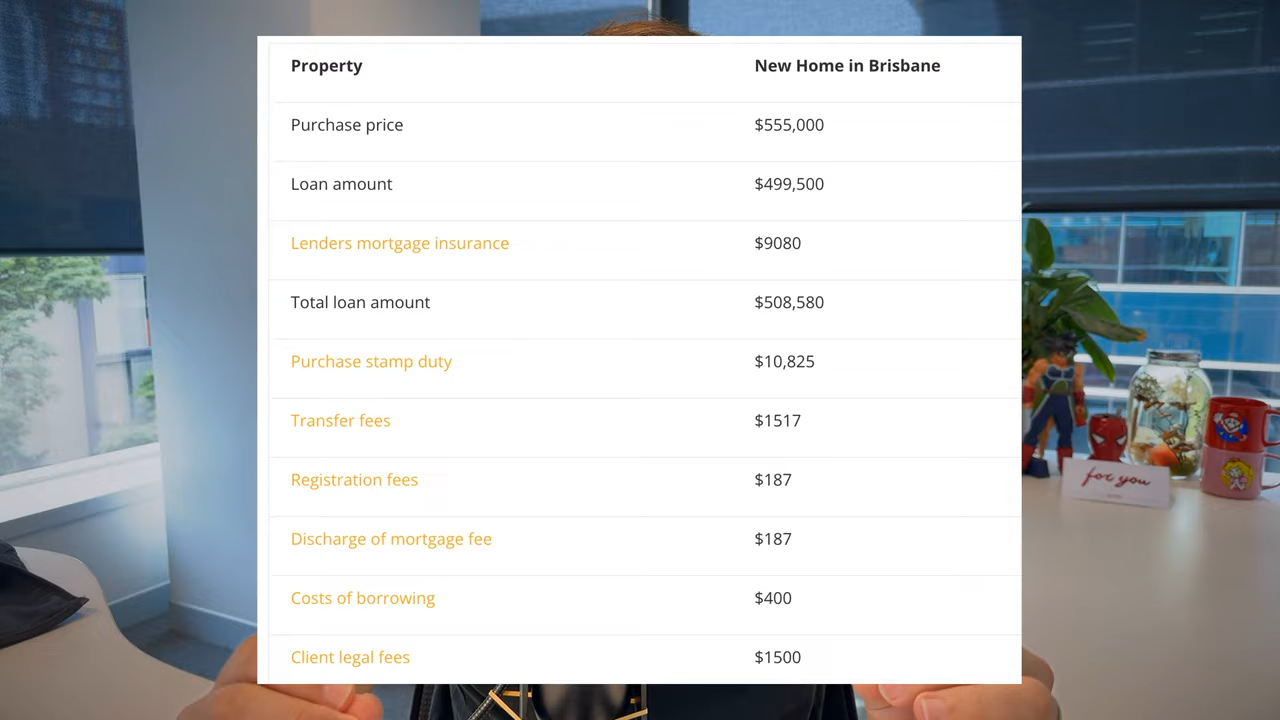 Property New Home in Brisbane
Purchase price $555,000
Loan amount $499,500
Lenders mortgage insurance $9080
Total loan amount $508,580
Purchase stamp duty $10,825
Transfer fees $1517
Registration fees $187
Discharge of mortgage fee $187
Costs of borrowing $400
Client legal fees $1500
for you